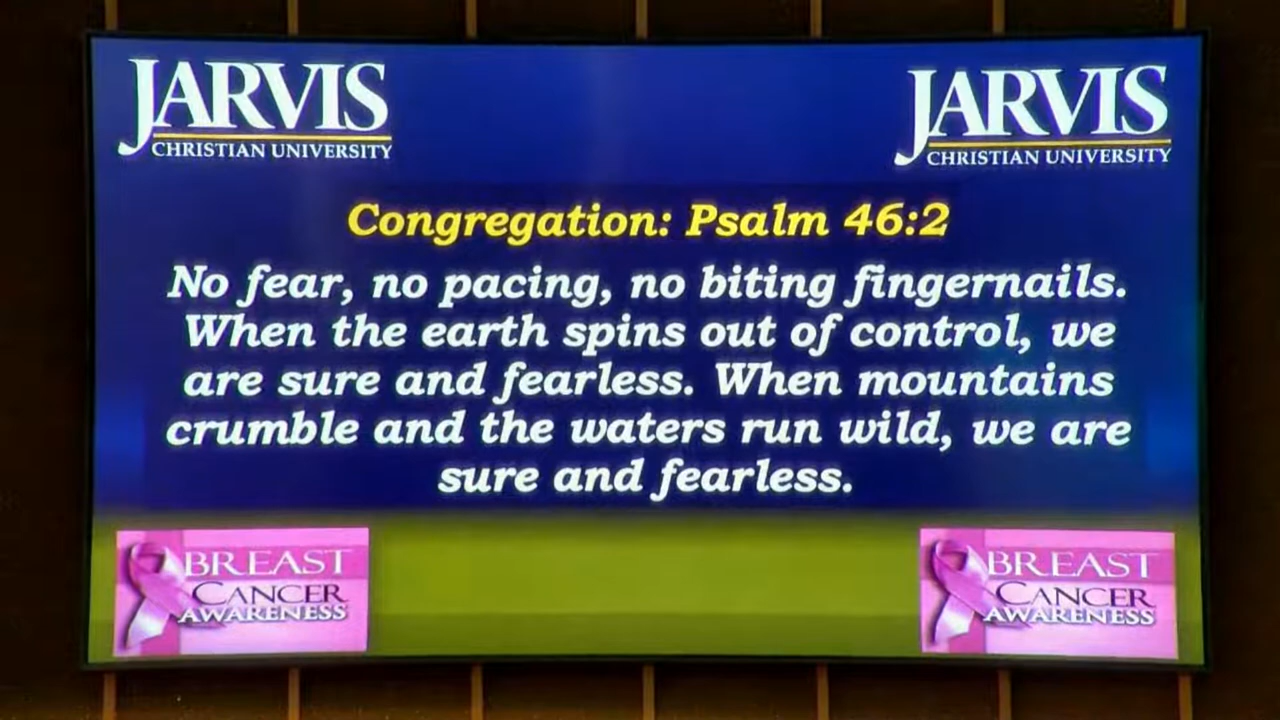 JARVIS
CHRISTIAN UNIVERSITY
JARVIS
CHRISTIAN UNIVERSITY
Congregation: Psalm 46:2
No fear, no pacing, no biting fingernails.
When the earth spins out of control, we
are sure and fearless. When mountains
crumble and the waters run wild, we are
sure and fearless.
BREAST
CANCER
AWARENESS
BREAST
CANCER
AWARENESS